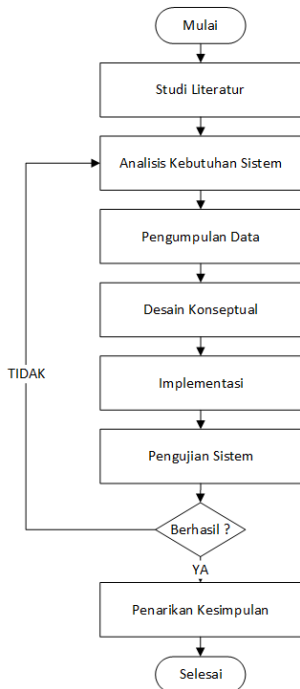 Mulai
Studi Literatur
Analisis Kebutuhan Sistem
Pengumpulan Data
Desain Konseptual
TIDAK
Implementasi
Pengujian Sistem
Berhasil ?
YA
Penarikan Kesimpulan
Selesai